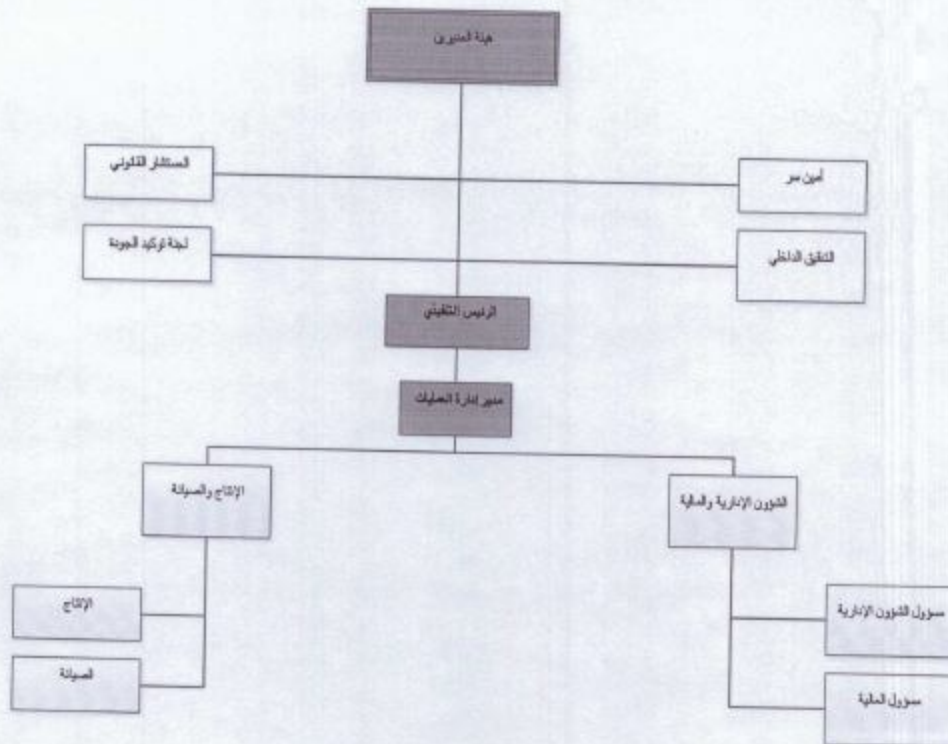 هيئة المديرين
أمين سر
المستشار القانوني
التدقيق الداخلي
لجنة توكيد الجودة
الرئيس التنفيذي
مدير إدارة العمليات
الشؤون الإدارية والمالية
الإنتاج والصيانة
مسؤول الشؤون الإدارية
الإنتاج
مسؤول المالية
الصيانة